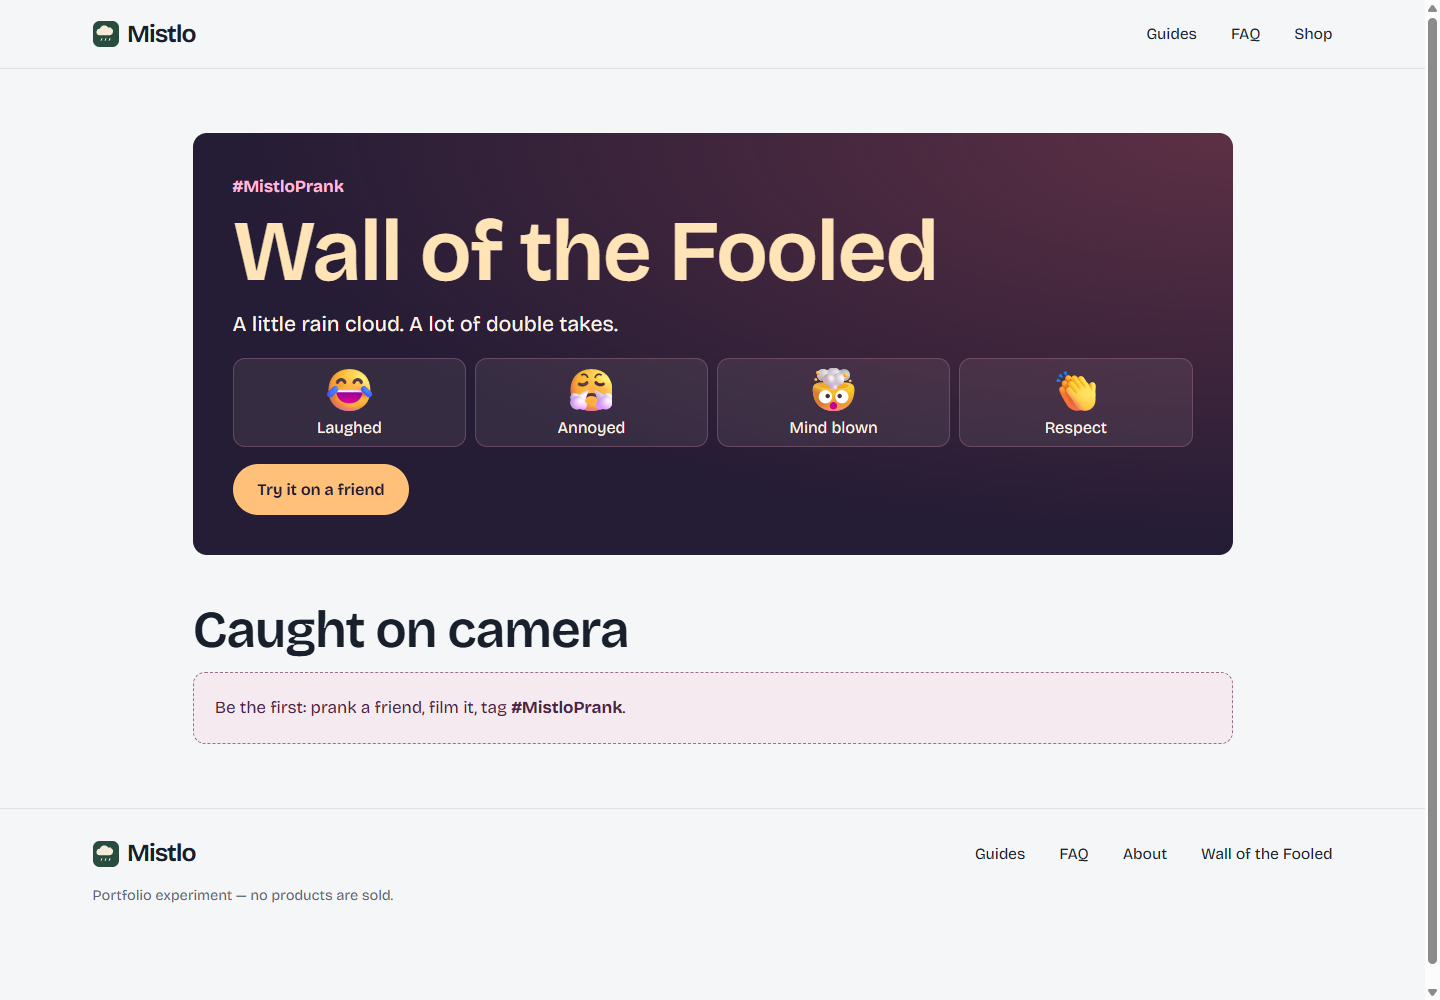 Mistlo
Guides FAQ Shop
#MistloPrank
Wall of the Fooled
A little rain cloud. A lot of double takes.
Laughed Annoyed Mind blown Respect
Try it on a friend
Caught on camera
Be the first: prank a friend, film it, tag #MistloPrank.
Mistlo
Guides FAQ About Wall of the Fooled
Portfolio experiment — no products are sold.